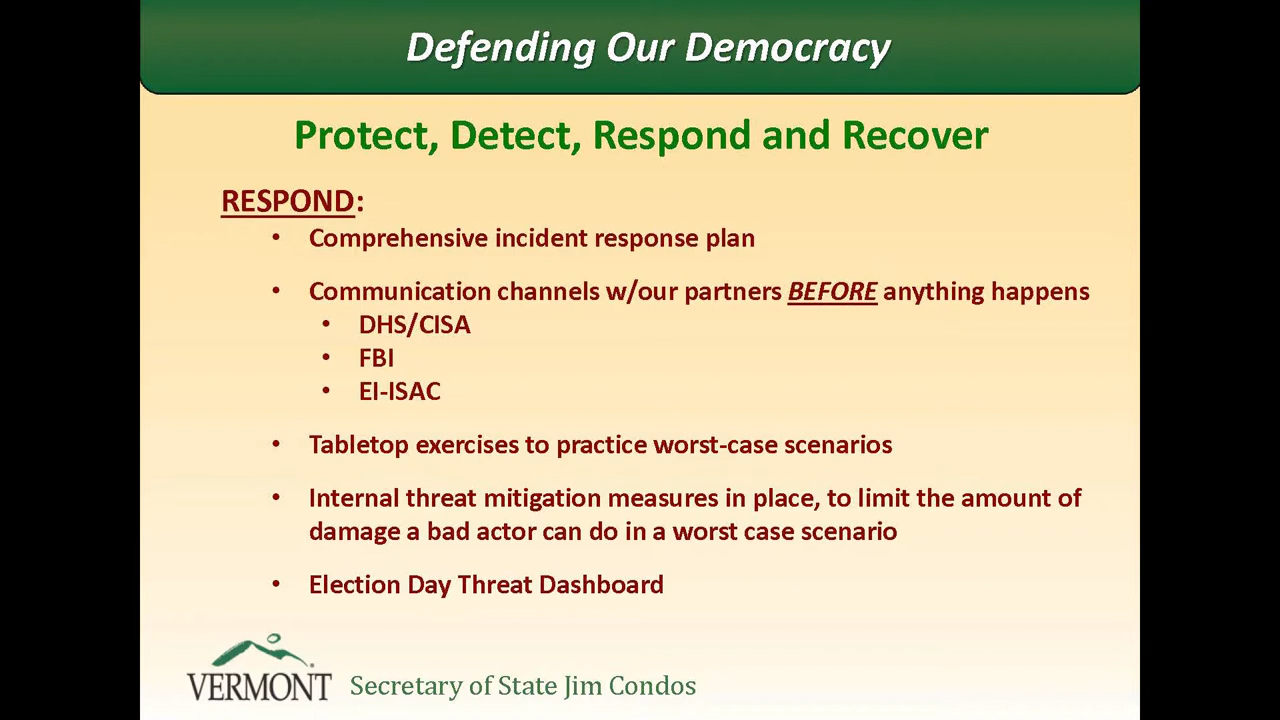 Defending Our Democracy
Protect, Detect, Respond and Recover
RESPOND:
• Comprehensive incident response plan
• Communication channels w/our partners BEFORE anything happens
• DHS/CISA
• FBI
• EI-ISAC
• Tabletop exercises to practice worst-case scenarios
• Internal threat mitigation measures in place, to limit the amount of
damage a bad actor can do in a worst case scenario
• Election Day Threat Dashboard
VERMONT Secretary of State Jim Condos